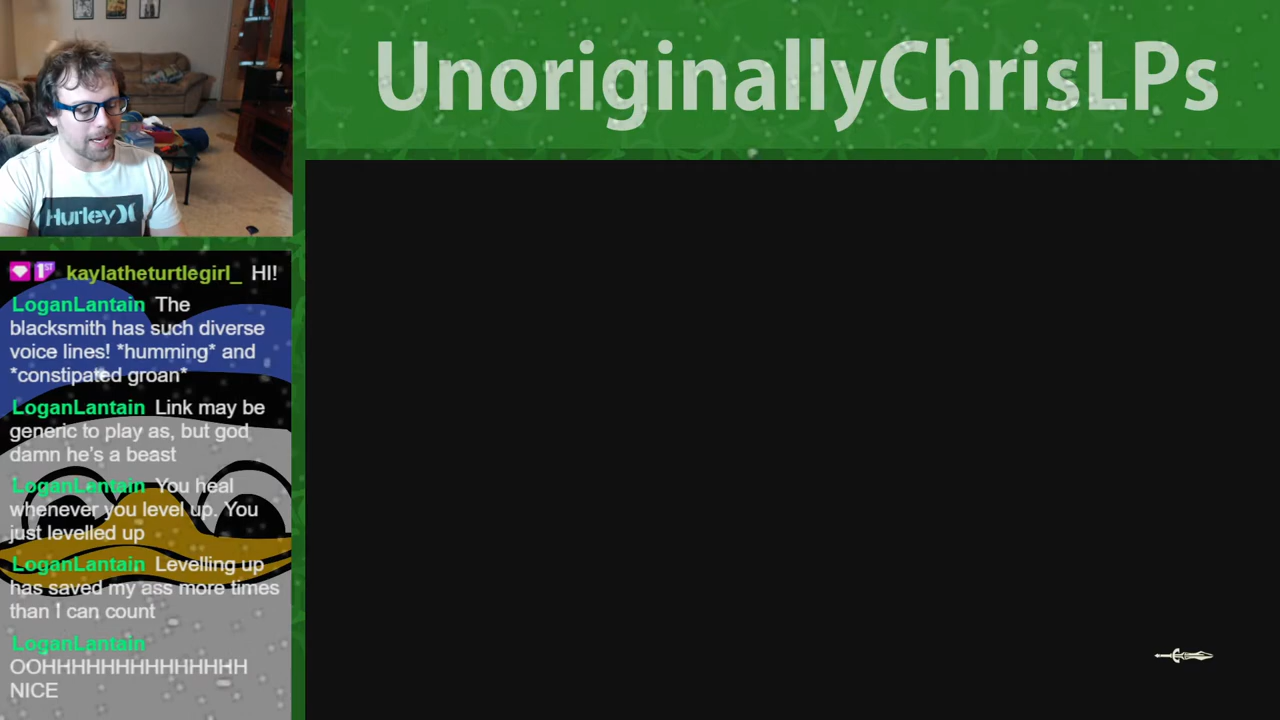 UnoriginallyChrisLPs
Hurley
kaylatheturtlegirl_ HI!
LoganLantain The
blacksmith has such diverse
voice lines! *humming* and
*constipated groan*
LoganLantain Link may be
generic to play as, but god
damn he's a beast
LoganLantain You heal
whenever you level up. You
just levelled up
LoganLantain Levelling up
has saved my ass more times
than I can count
LoganLantain
OOHHHHHHHHHHHHHH
NICE